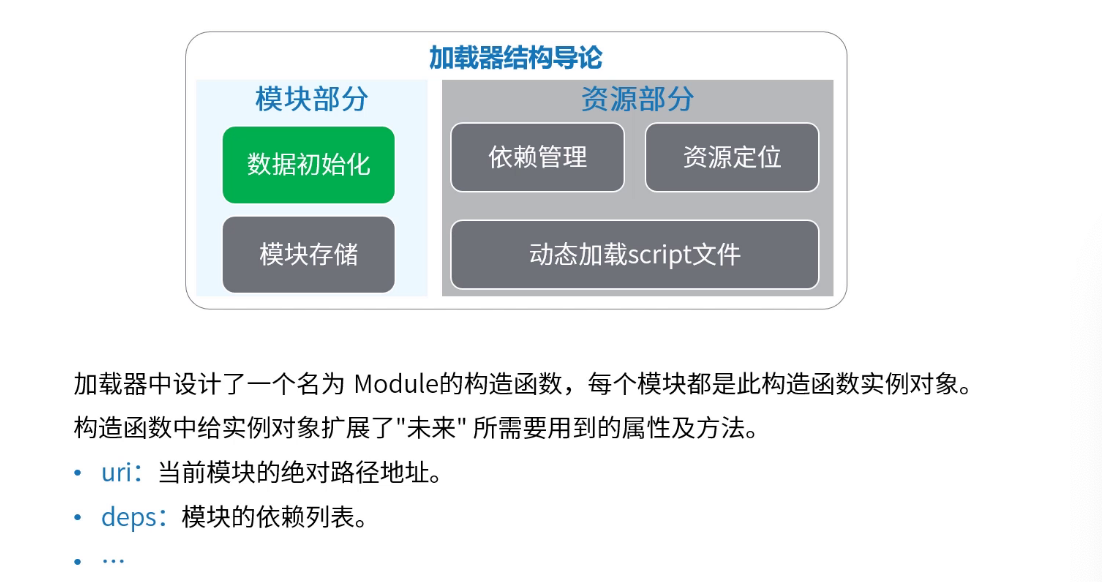 加载器结构导论
模块部分
资源部分
数据初始化
依赖管理
资源定位
模块存储
动态加载script文件
加载器中设计了一个名为 Module的构造函数，每个模块都是此构造函数实例对象。
构造函数中给实例对象扩展了"未来" 所需要用到的属性及方法。
• uri：当前模块的绝对路径地址。
• deps：模块的依赖列表。
• …